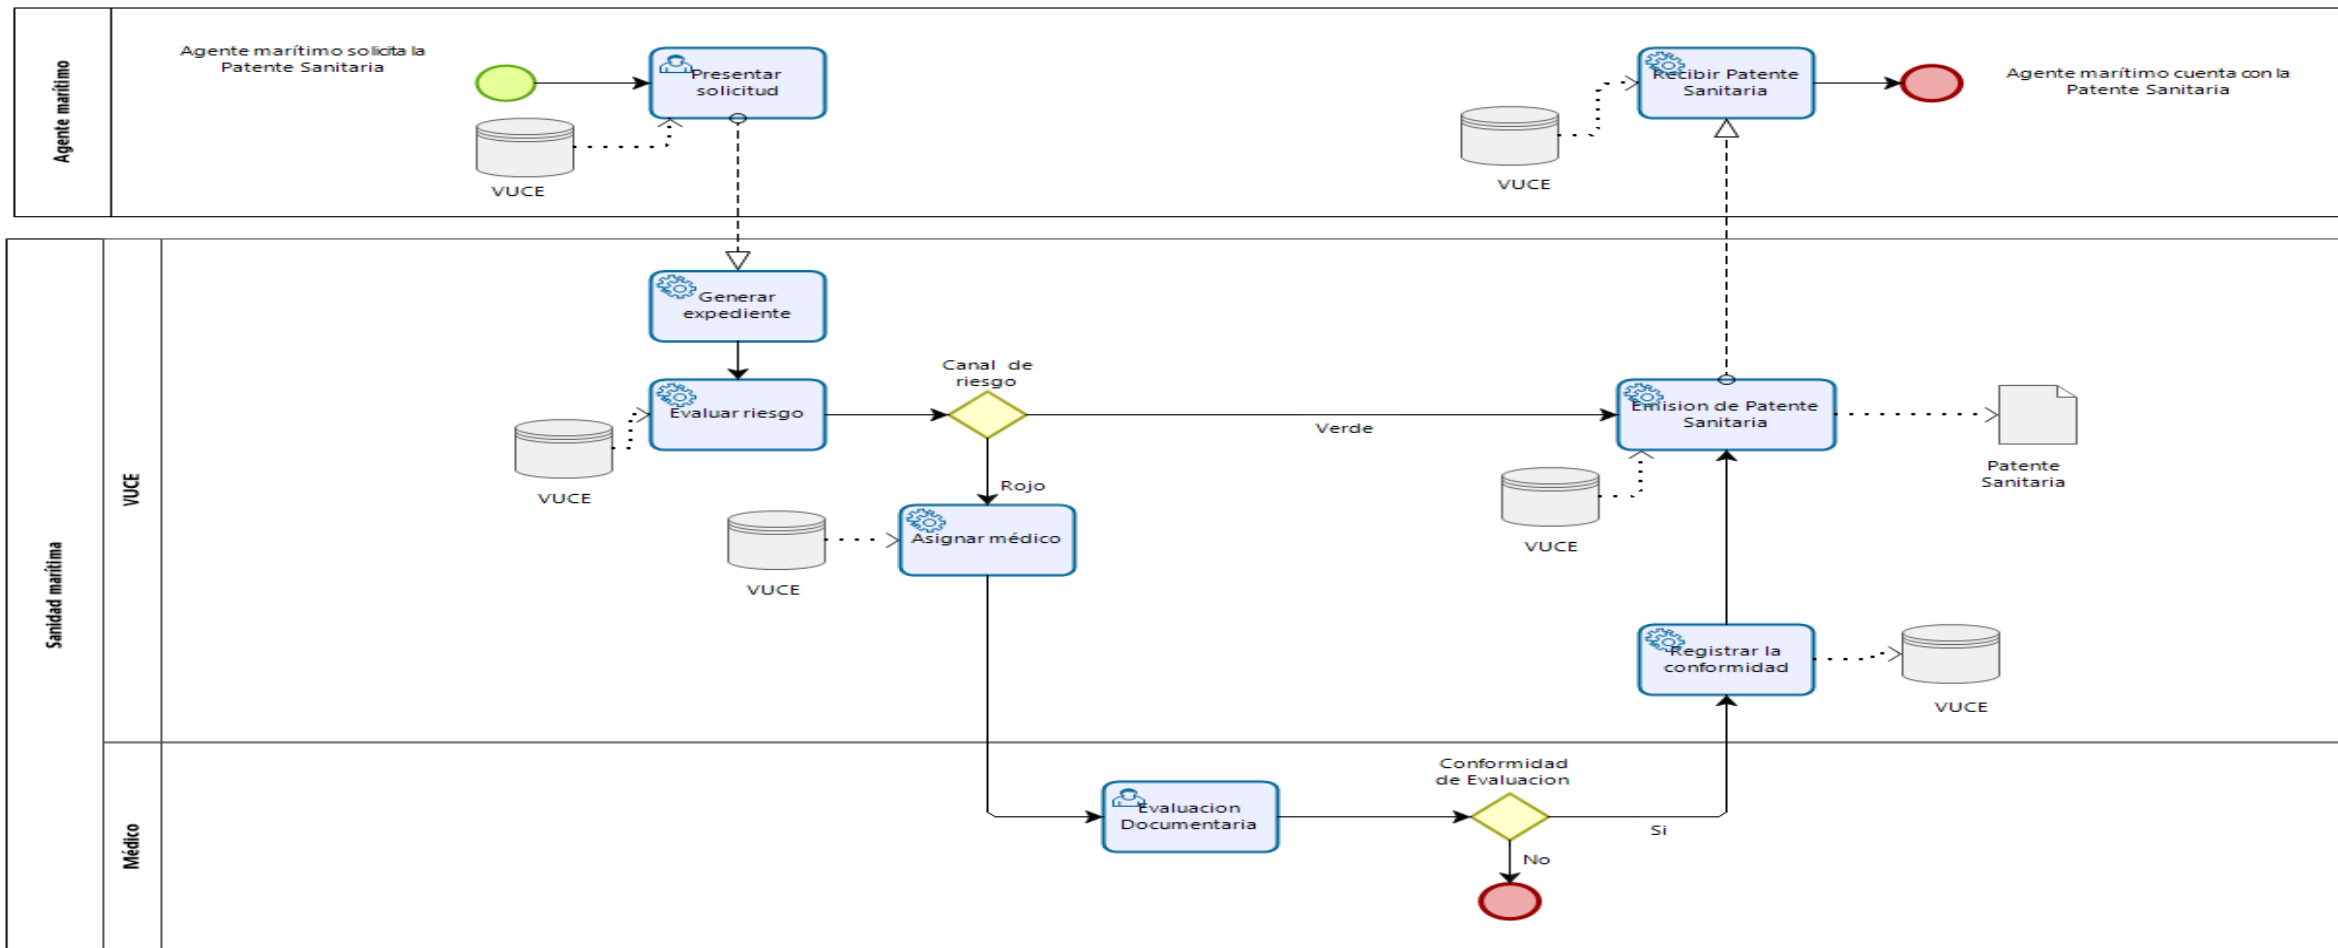 Agente marítimo
Agente marítimo solicita la
Patente Sanitaria
Presentar
solicitud
VUCE
Recibir Patente
Sanitaria
VUCE
Agente marítimo cuenta con la
Patente Sanitaria
Sanidad marítima
VUCE
Generar
expediente
Evaluar riesgo
VUCE
Canal de
riesgo
Verde
Rojo
Asignar médico
VUCE
Emision de Patente
Sanitaria
VUCE
Patente
Sanitaria
Registrar la
conformidad
VUCE
Médico
Evaluacion
Documentaria
Conformidad
de Evaluacion
Si
No